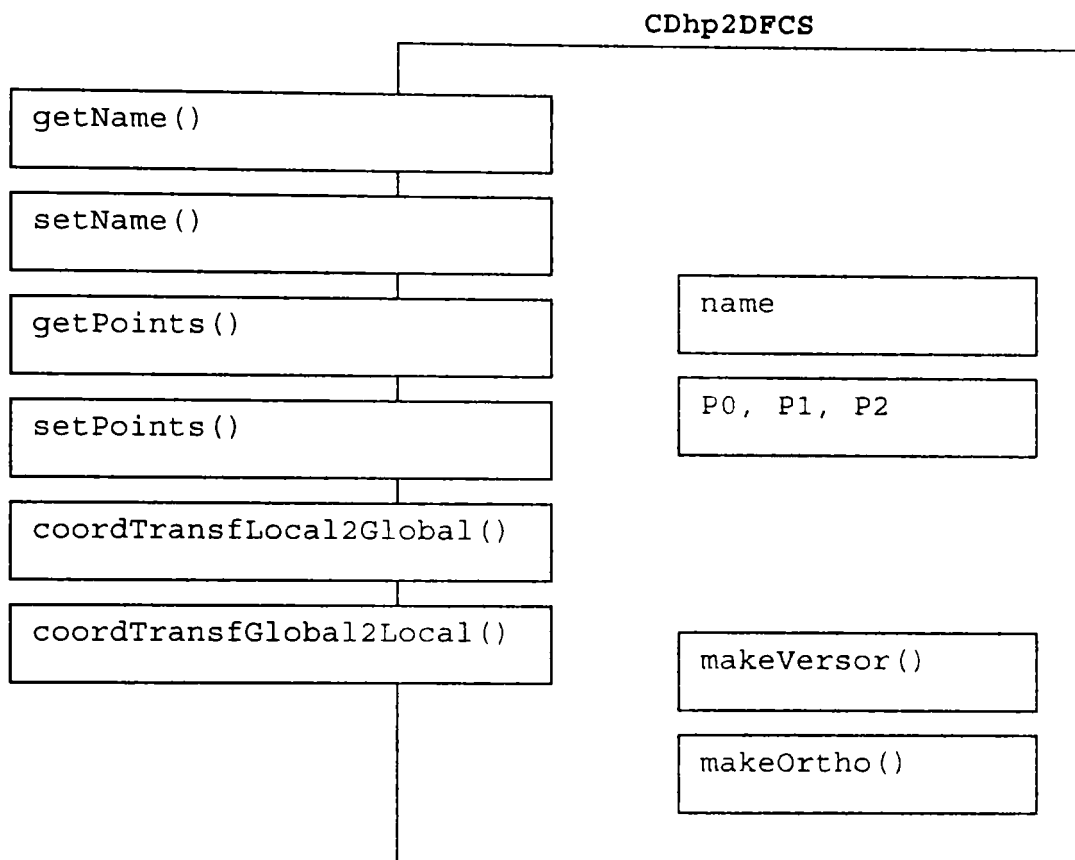 CDhp2DFCS
getName()
setName()
getPoints()
setPoints()
coordTransfLocal2Global()
coordTransfGlobal2Local()
name
P0, P1, P2
makeVersor()
makeOrtho()